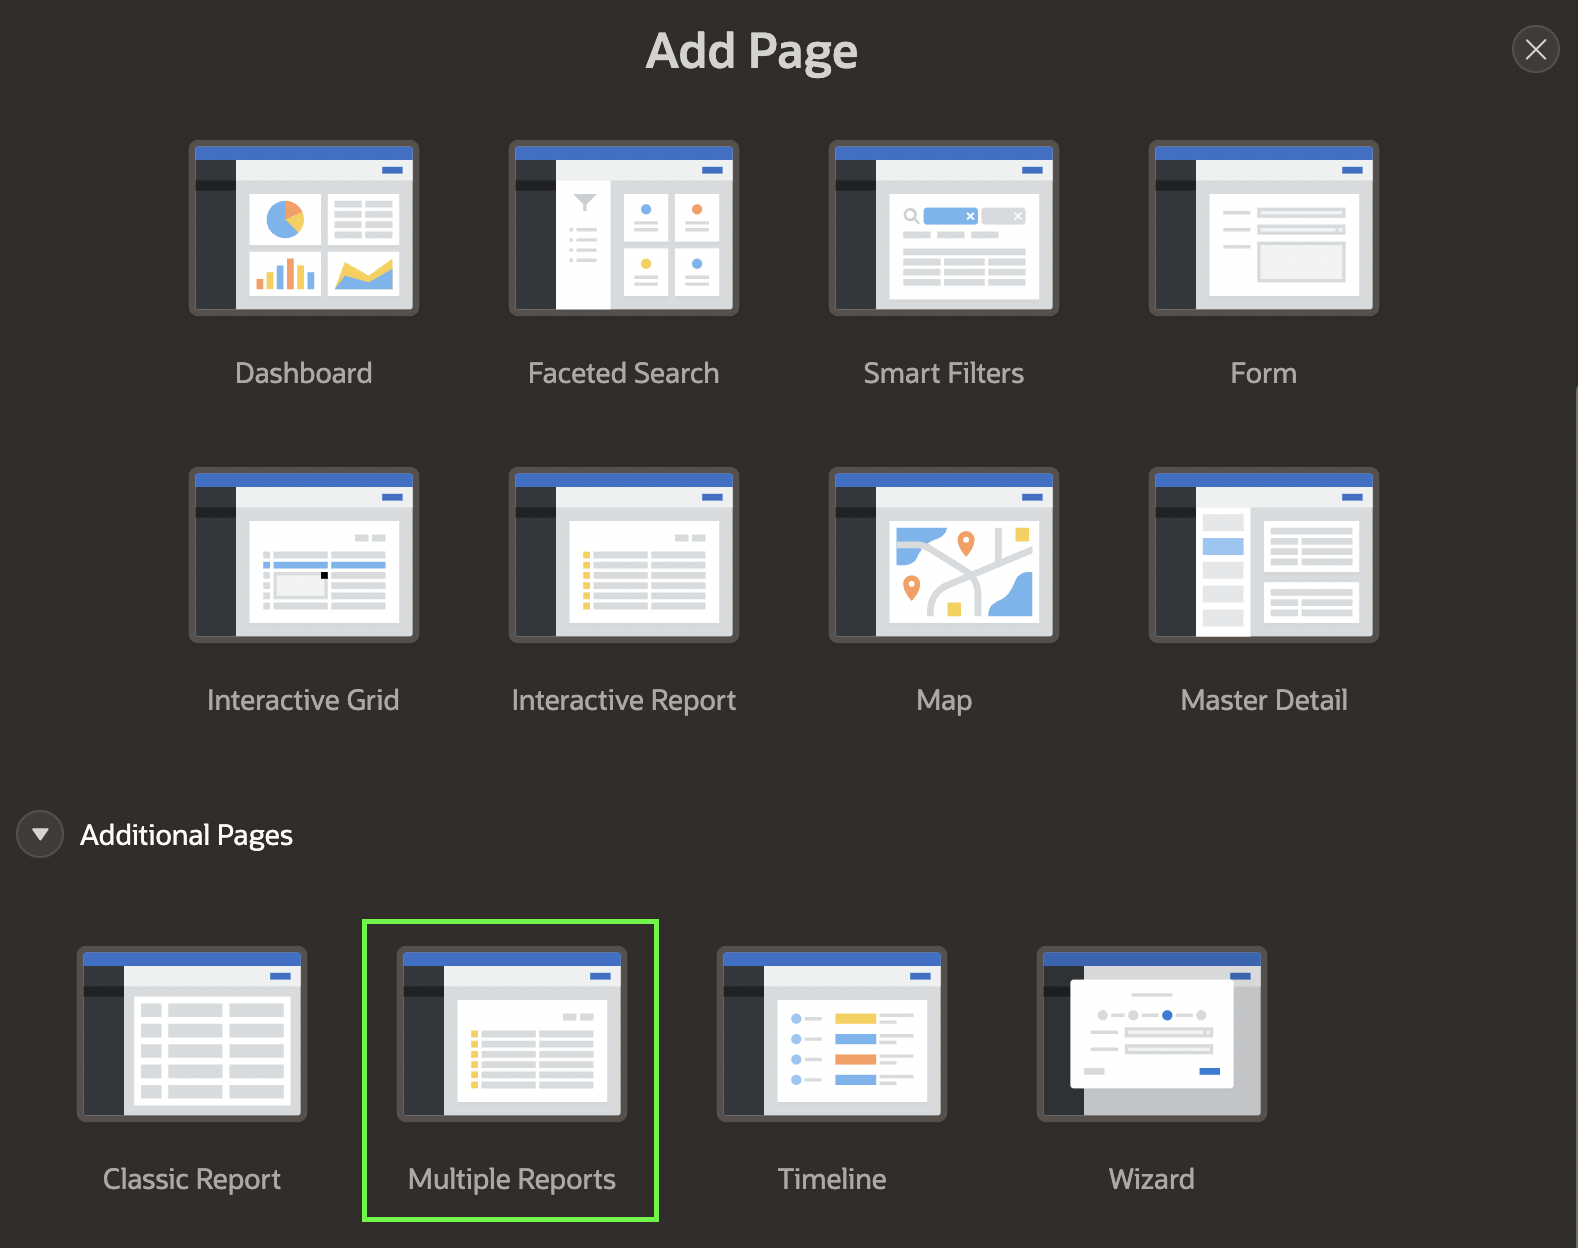 Add Page
Dashboard
Faceted Search
Smart Filters
Form
Interactive Grid
Interactive Report
Map
Master Detail
Additional Pages
Classic Report
Multiple Reports
Timeline
Wizard